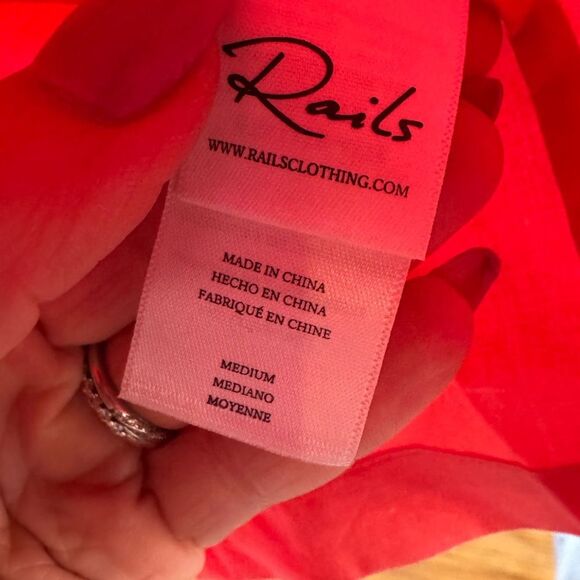 Rails
WWW.RAILSCLOTHING.COM
MADE IN CHINA
HECHO EN CHINA
FABRIQUÉ EN CHINE
MEDIUM
MEDIANO
MOYENNE